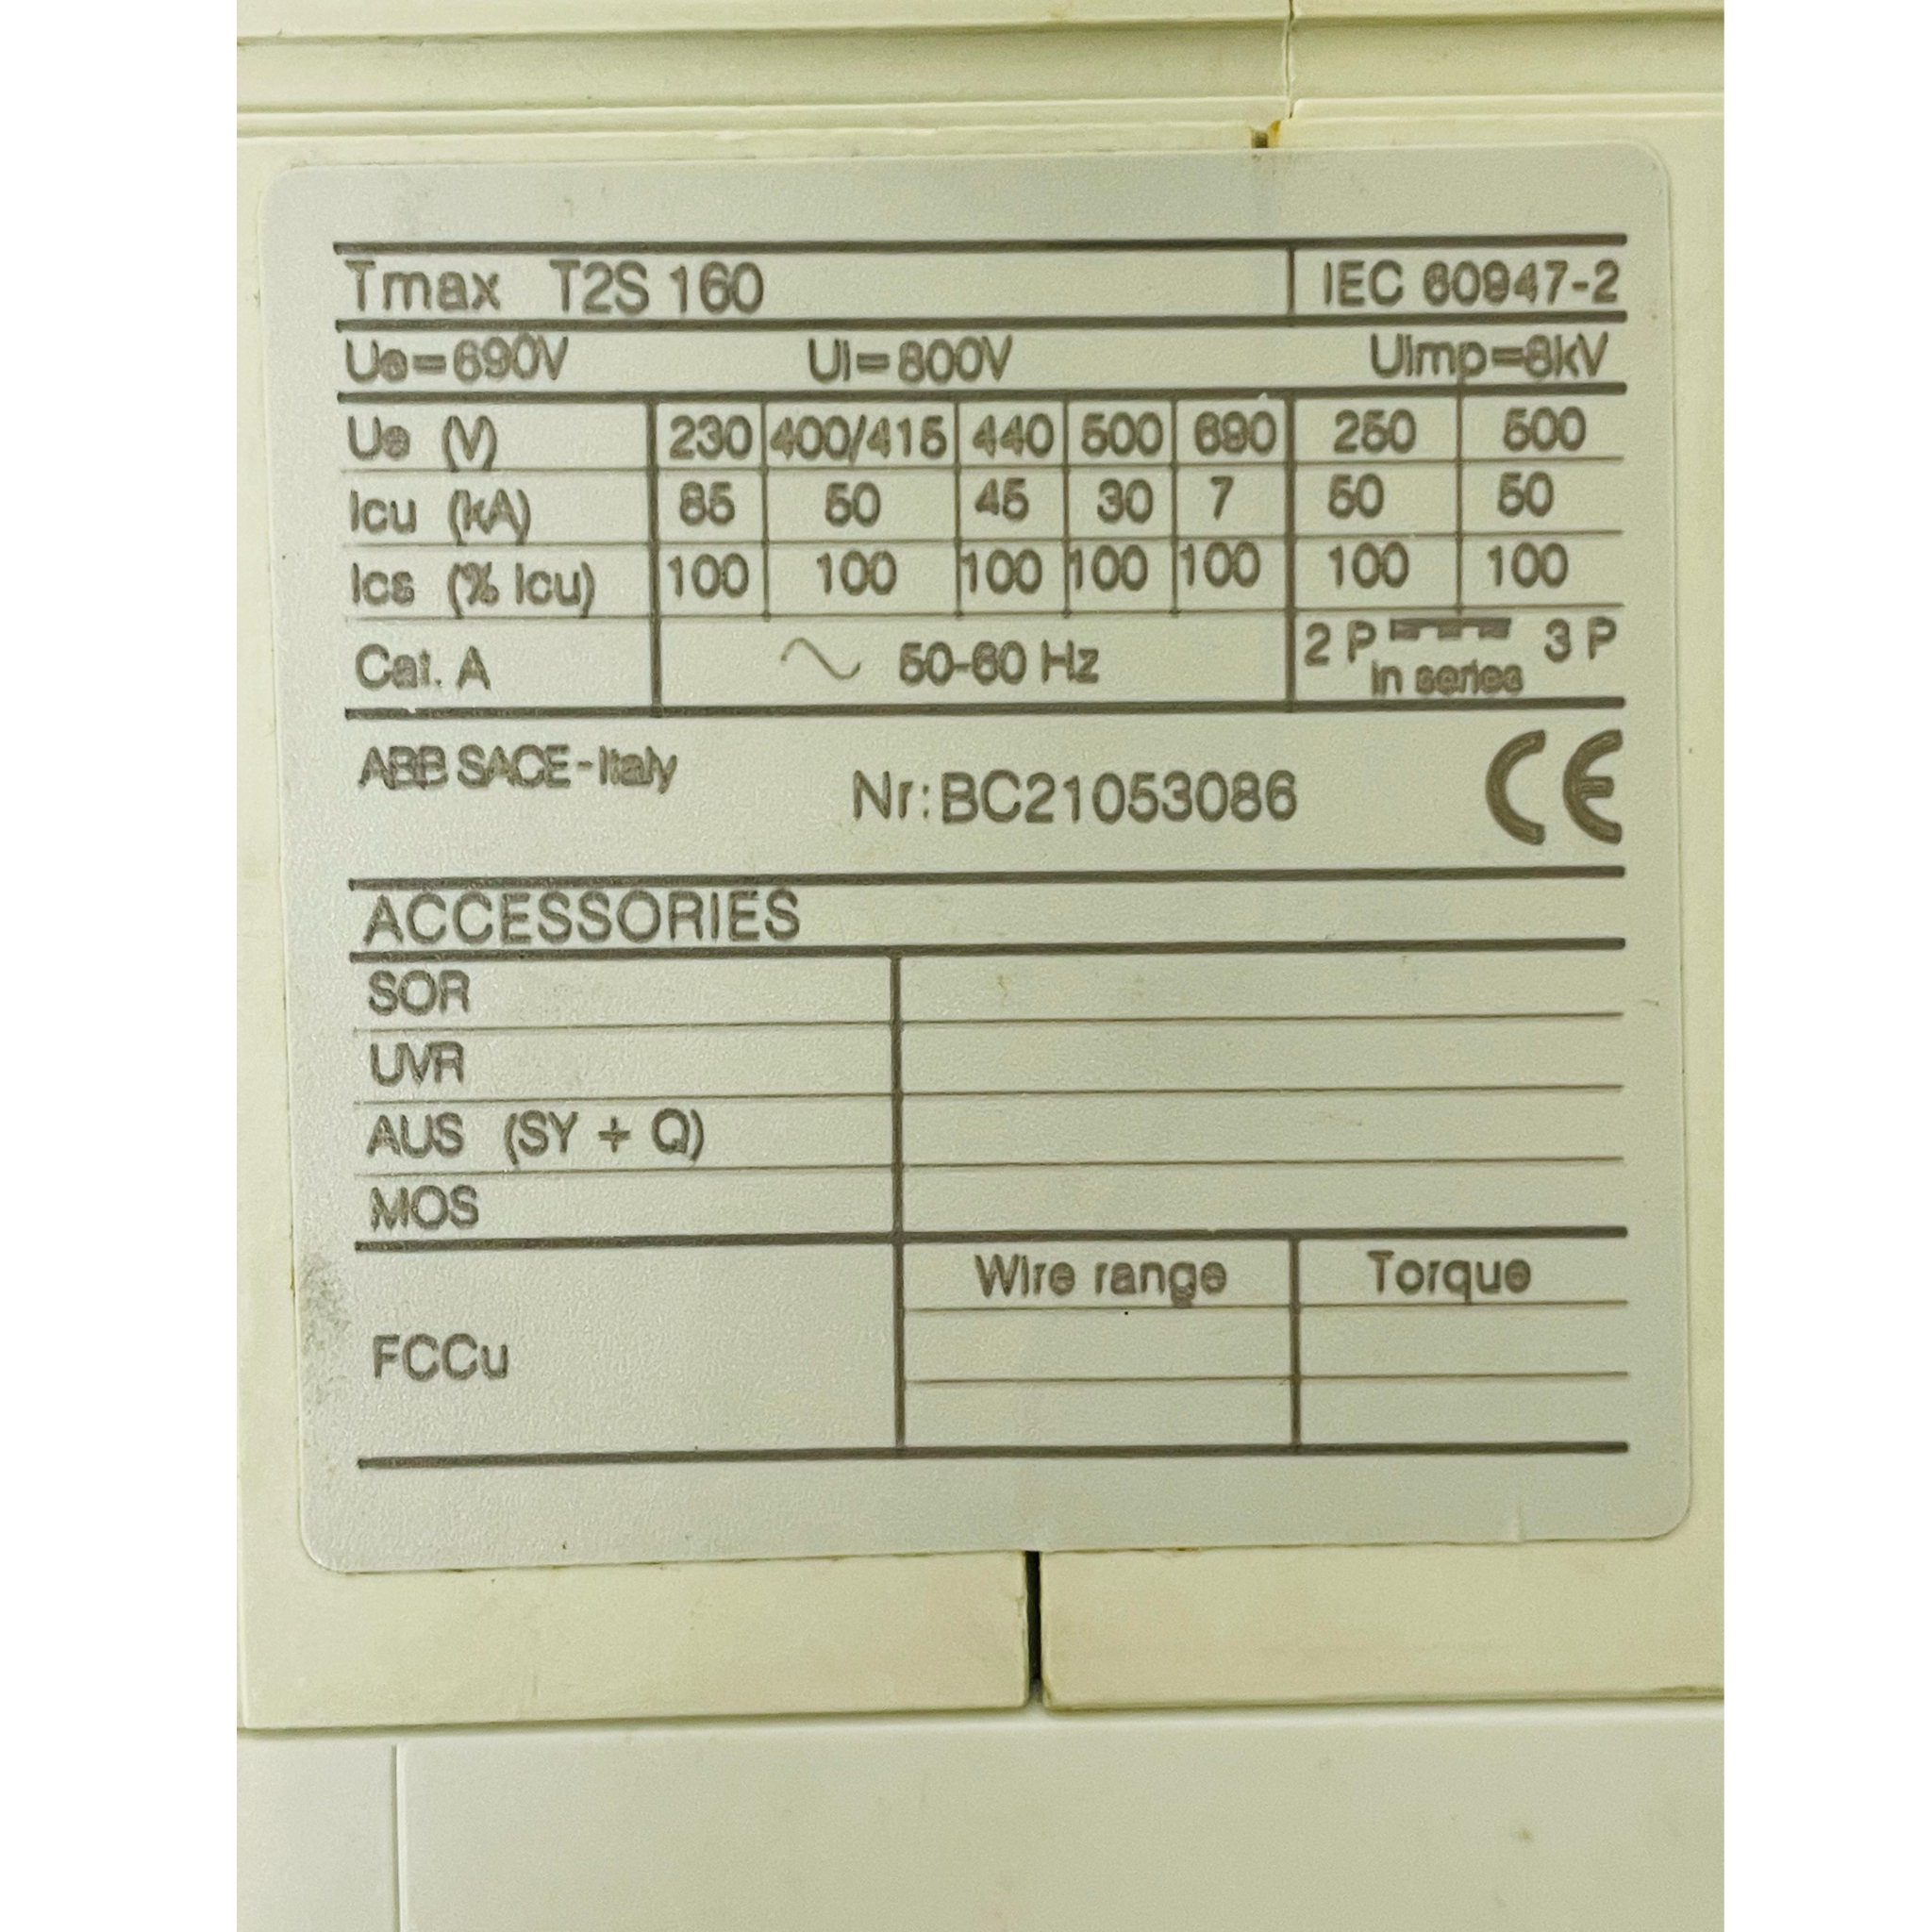 Tmax T2S 160 IEC 60947-2
Ue=690V Ui=800V Uimp=8kV
Ue (V) 230 400/415 440 500 690 250 500
Icu (kA) 85 50 45 30 7 50 50
Ics (% Icu) 100 100 100 100 100 100 100
Cat. A ~ 50-60 Hz 2 P in series 3 P
ABB SACE-Italy Nr:BC21053086 CE
ACCESSORIES
SOR
UVR
AUS (SY + Q)
MOS
Wire range Torque
FCCu